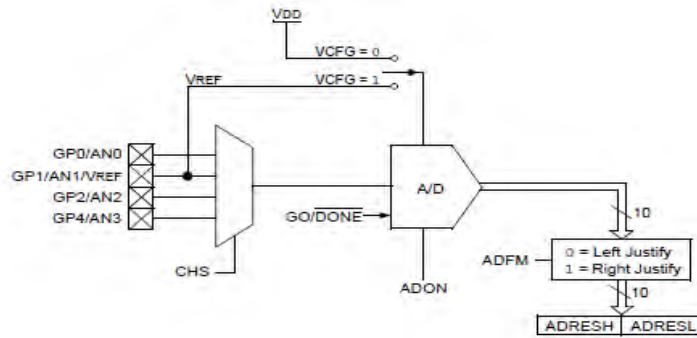 VDD
VCFG = 0
VREF
VCFG = 1
GP0/AN0
GP1/AN1/VREF
GP2/AN2
GP4/AN3
A/D
GO/DONE
10
CHS
ADON
ADFM
0 = Left Justify
1 = Right Justify
10
ADRESH ADRESL